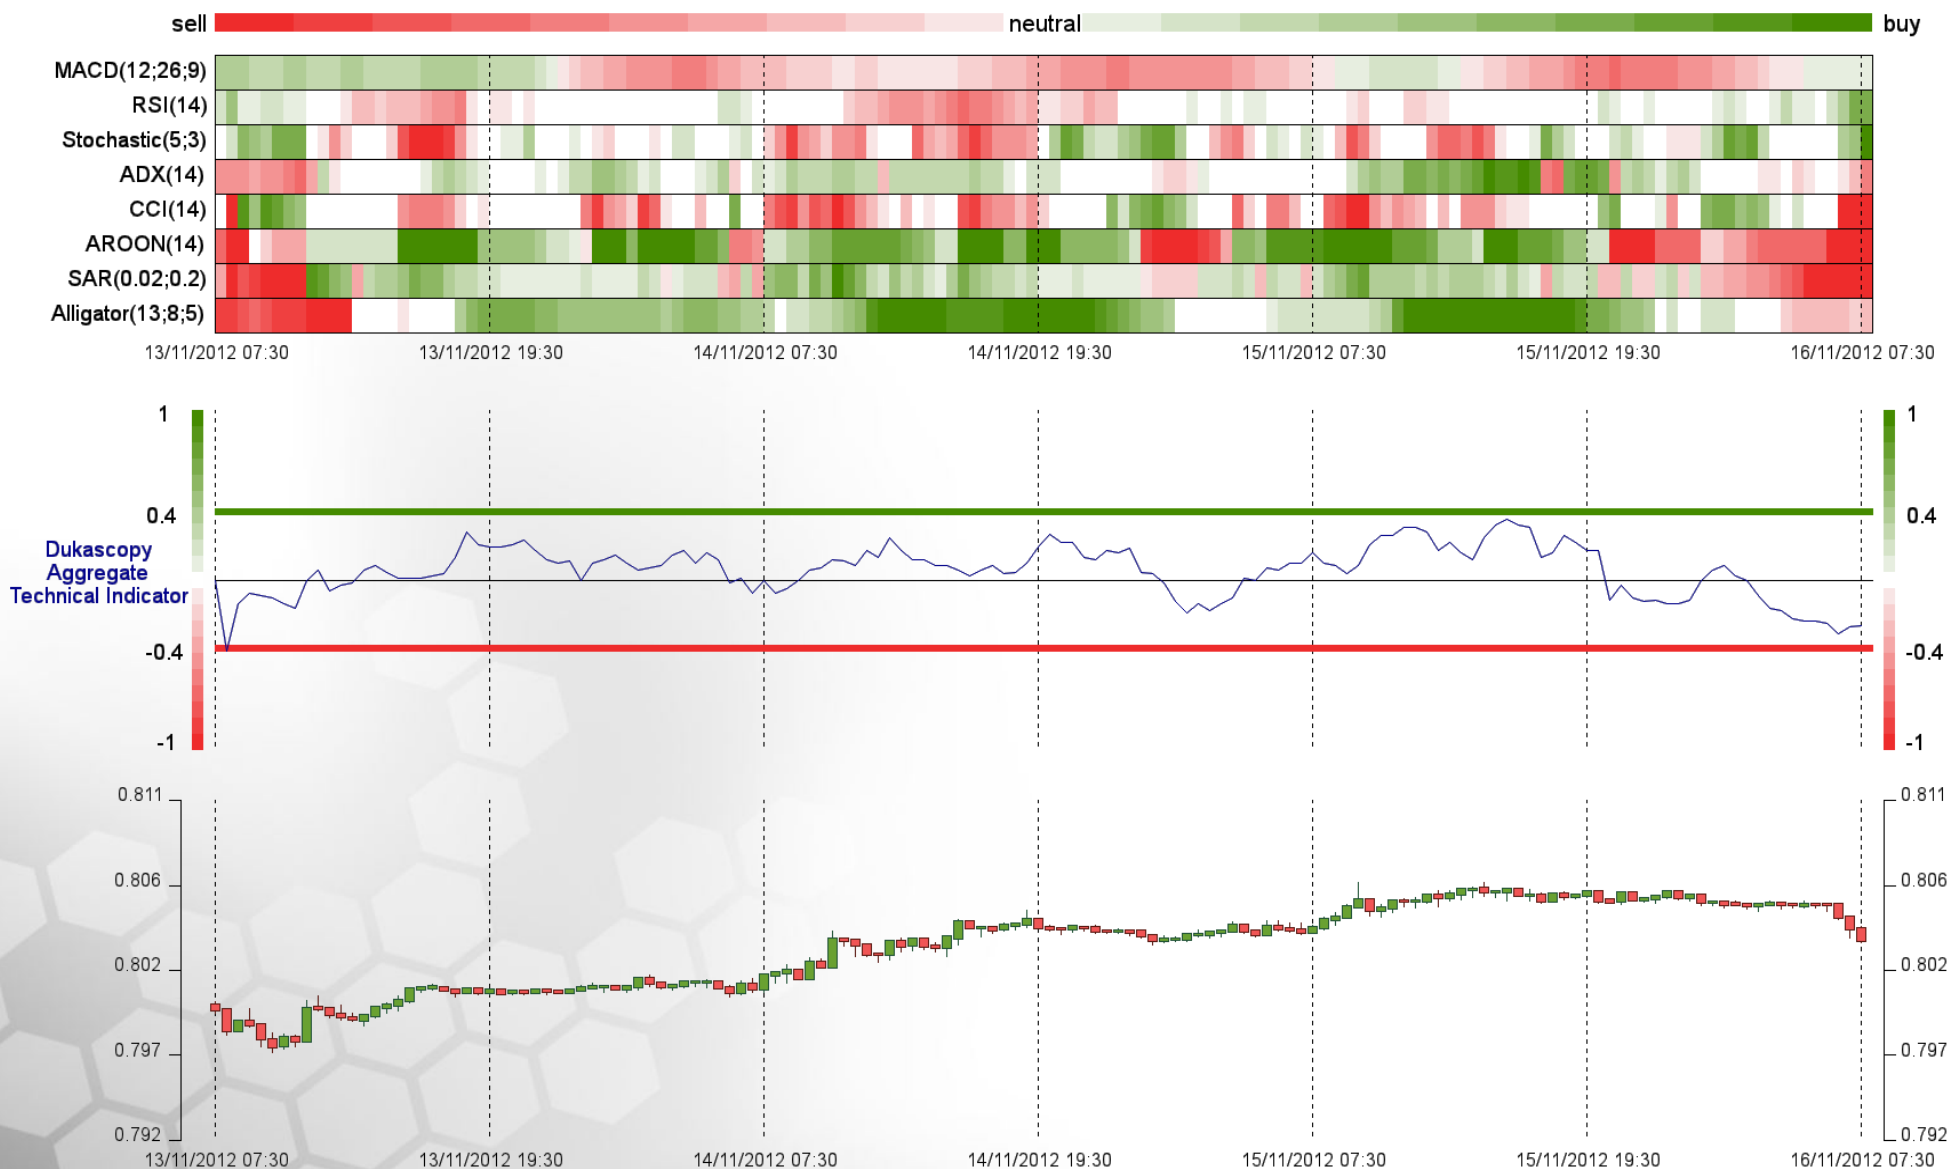 sell neutral buy
MACD(12;26;9)
RSI(14)
Stochastic(5;3)
ADX(14)
CCI(14)
AROON(14)
SAR(0.02;0.2)
Alligator(13;8;5)
13/11/2012 07:30 13/11/2012 19:30 14/11/2012 07:30 14/11/2012 19:30 15/11/2012 07:30 15/11/2012 19:30 16/11/2012 07:30
1 1
0.4 0.4
Dukascopy
Aggregate
Technical Indicator
-0.4 -0.4
-1 -1
0.811 0.811
0.806 0.806
0.802 0.802
0.797 0.797
0.792 0.792
13/11/2012 07:30 13/11/2012 19:30 14/11/2012 07:30 14/11/2012 19:30 15/11/2012 07:30 15/11/2012 19:30 16/11/2012 07:30